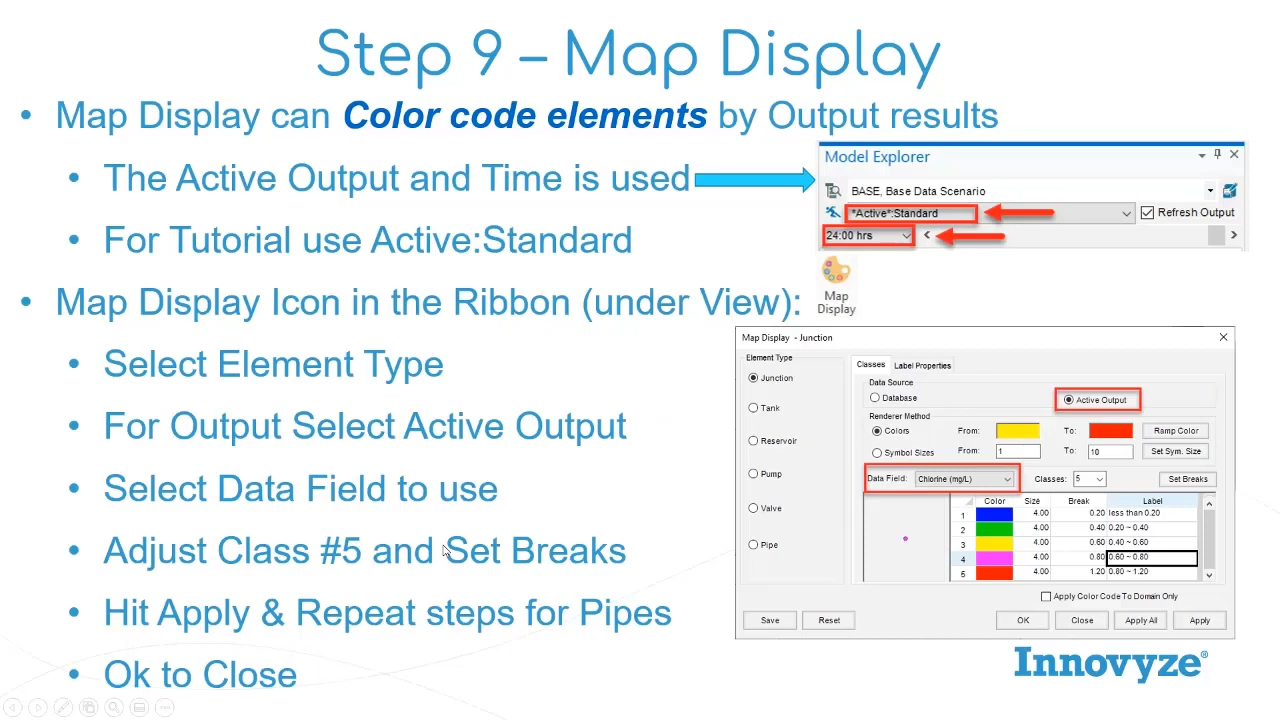 Step 9 – Map Display
• Map Display can Color code elements by Output results
• The Active Output and Time is used
• For Tutorial use Active:Standard
• Map Display Icon in the Ribbon (under View):
• Select Element Type
• For Output Select Active Output
• Select Data Field to use
• Adjust Class #5 and Set Breaks
• Hit Apply & Repeat steps for Pipes
• Ok to Close
Model Explorer
BASE, Base Data Scenario
*Active*:Standard
Refresh Output
24:00 hrs
Map
Display
Map Display - Junction
Element Type
Junction
Tank
Reservoir
Pump
Valve
Pipe
Classes Label Properties
Data Source
Database Active Output
Renderer Method
Colors From: To: Ramp Color
Symbol Sizes From: 1 To: 10 Set Sym. Size
Data Field: Chlorine (mg/L) Classes: 5 Set Breaks
Color Size Break Label
1 4.00 0.20 less than 0.20
2 4.00 0.40 0.20 ~ 0.40
3 4.00 0.60 0.40 ~ 0.60
4 4.00 0.80 0.60 ~ 0.80
5 4.00 1.20 0.80 ~ 1.20
Apply Color Code To Domain Only
Save Reset OK Close Apply All Apply
Innovyze®